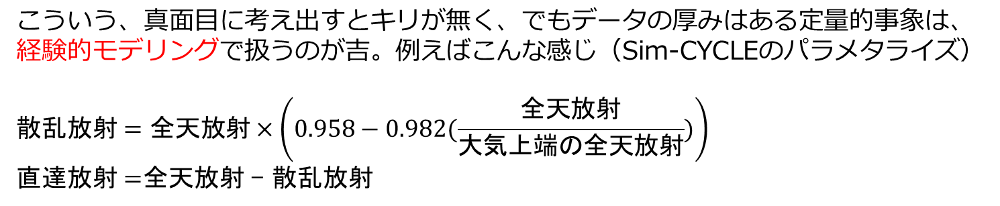 こういう、真面目に考え出すとキリが無く、でもデータの厚みはある定量的事象は、
経験的モデリングで扱うのが吉。例えばこんな感じ（Sim-CYCLEのパラメタライズ）
散乱放射 = 全天放射 × (0.958 − 0.982(全天放射/大気上端の全天放射))
直達放射 =全天放射 − 散乱放射